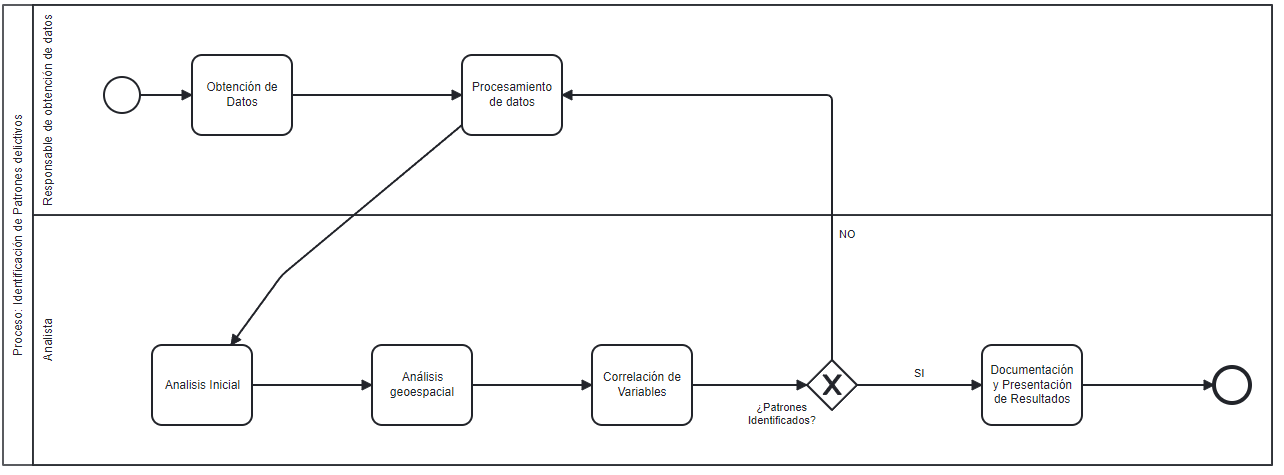 Proceso: Identificación de Patrones delictivos
Responsable de obtención de datos
Obtención de
Datos
Procesamiento
de datos
NO
Analista
Analisis Inicial
Análisis
geoespacial
Correlación de
Variables
¿Patrones
Identificados?
SI
Documentación
y Presentación
de Resultados